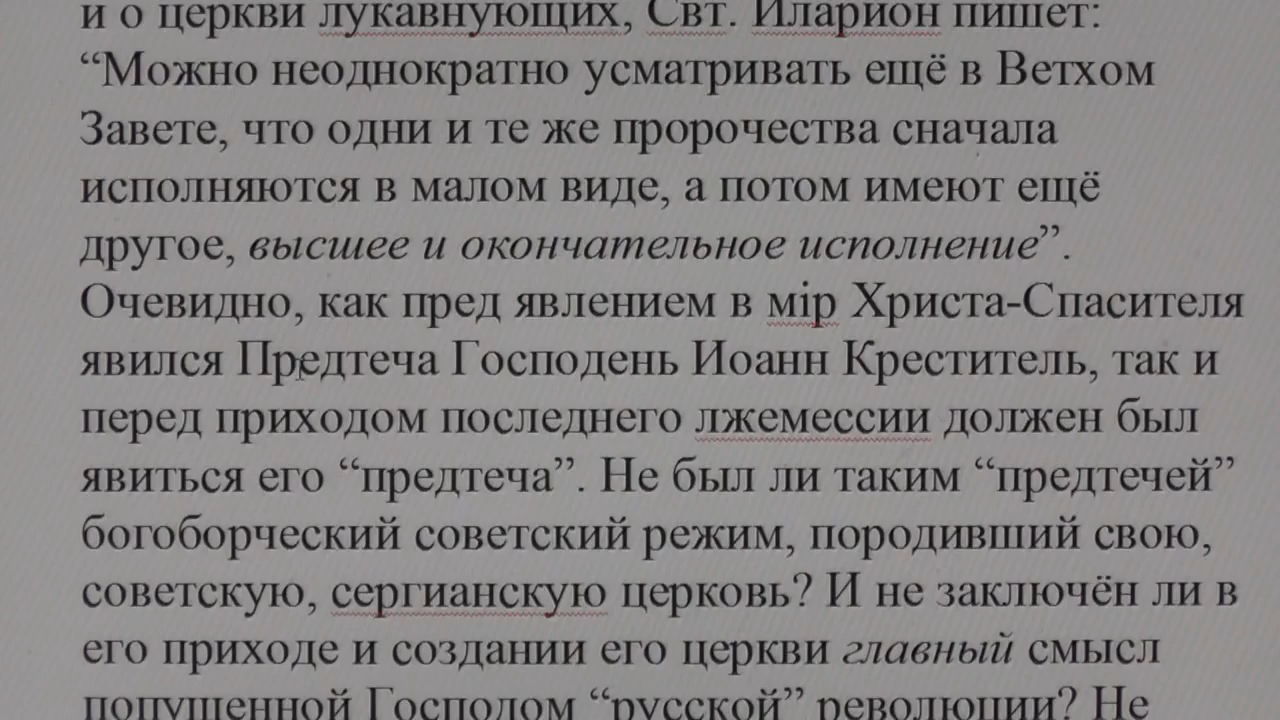 и о церкви лукавнующих, Свт. Иларион пишет:
“Можно неоднократно усматривать ещё в Ветхом
Завете, что одни и те же пророчества сначала
исполняются в малом виде, а потом имеют ещё
другое, высшее и окончательное исполнение”.
Очевидно, как пред явлением в мiр Христа-Спасителя
явился Предтеча Господень Иоанн Креститель, так и
перед приходом последнего лжемессии должен был
явиться его “предтеча”. Не был ли таким “предтечей”
богоборческий советский режим, породивший свою,
советскую, сергианскую церковь? И не заключён ли в
его приходе и создании его церкви главный смысл
попущенной Господом “русской” революции? Не